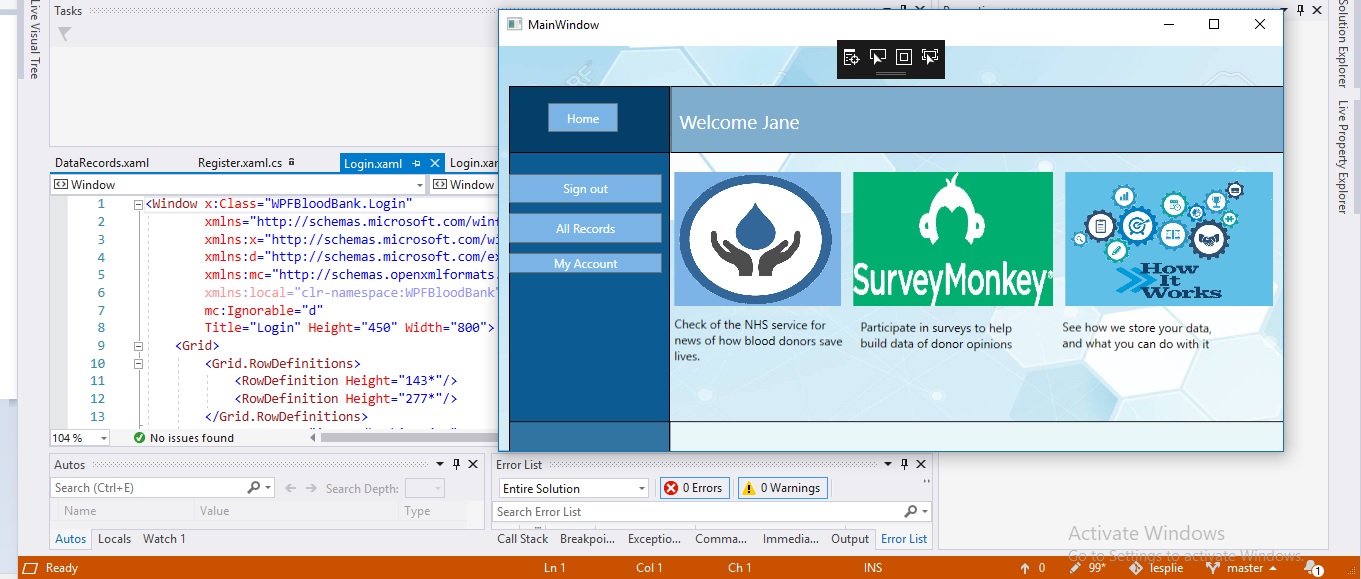 Live Visual Tree
Tasks
MainWindow
Solution Explorer
Live Property Explorer
Home
Welcome Jane
Sign out
All Records
My Account
SurveyMonkey®
How
It
Works
Check of the NHS service for
news of how blood donors save
lives.
Participate in surveys to help
build data of donor opinions
See how we store your data,
and what you can do with it
DataRecords.xaml Register.xaml.cs Login.xaml
Window Window
1 <Window x:Class="WPFBloodBank.Login"
2 xmlns="http://schemas.microsoft.com/winf
3 xmlns:x="http://schemas.microsoft.com/wi
4 xmlns:d="http://schemas.microsoft.com/ex
5 xmlns:mc="http://schemas.openxmlformats.
6 xmlns:local="clr-namespace:WPFBloodBank"
7 mc:Ignorable="d"
8 Title="Login" Height="450" Width="800">
9 <Grid>
10 <Grid.RowDefinitions>
11 <RowDefinition Height="143*"/>
12 <RowDefinition Height="277*"/>
13 </Grid.RowDefinitions>
104 % No issues found
Autos
Search (Ctrl+E) Search Depth:
Name Value Type
Autos Locals Watch 1
Error List
Entire Solution 0 Errors 0 Warnings
Search Error List
Call Stack Breakpoi... Exceptio... Comma... Immedia... Output Error List
Activate Windows
Go to Settings to activate Windows.
Ready Ln 1 Col 1 Ch 1 INS 0 99* master 1